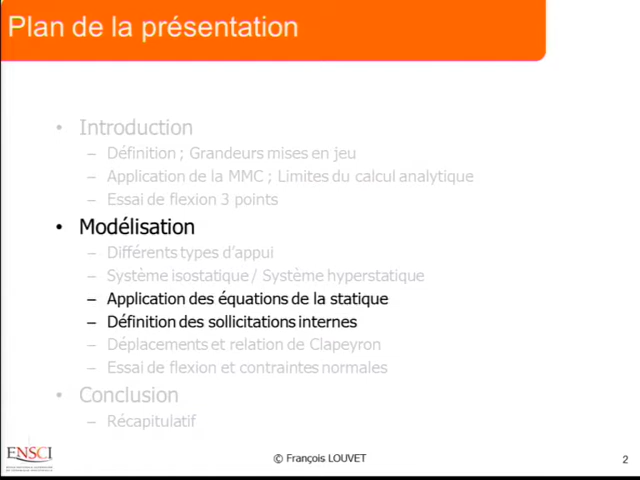 Plan de la présentation
• Introduction
– Définition ; Grandeurs mises en jeu
– Application de la MMC ; Limites du calcul analytique
– Essai de flexion 3 points
• Modélisation
– Différents types d'appui
– Système isostatique / Système hyperstatique
– Application des équations de la statique
– Définition des sollicitations internes
– Déplacements et relation de Clapeyron
– Essai de flexion et contraintes normales
• Conclusion
– Récapitulatif
ENSCI
© François LOUVET
2